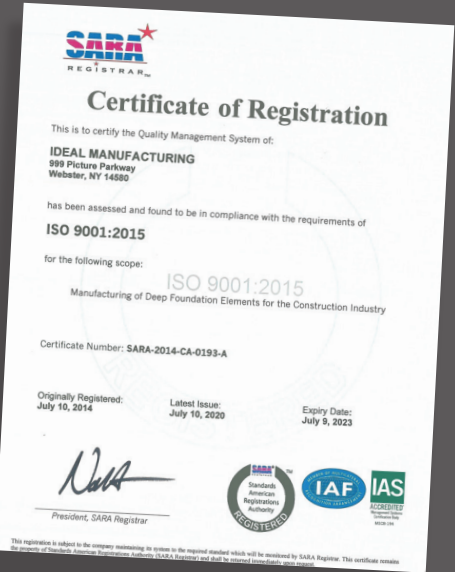 SARA
REGISTRAR™
Certificate of Registration
This is to certify the Quality Management System of:
IDEAL MANUFACTURING
999 Picture Parkway
Webster, NY 14580
has been assessed and found to be in compliance with the requirements of
ISO 9001:2015
for the following scope:
ISO 9001:2015
Manufacturing of Deep Foundation Elements for the Construction Industry
Certificate Number: SARA-2014-CA-0193-A
Originally Registered:
July 10, 2014
Latest Issue:
July 10, 2020
Expiry Date:
July 9, 2023
President, SARA Registrar
SARA
TM
Standards
American
Registrations
Authority
REGISTERED
IAF
IAS
ACCREDITED
This registration is subject to the company maintaining its system to the required standard which will be monitored by SARA Registrar. This certificate remains
the property of Standards American Registrations Authority (SARA Registrar) and shall be returned immediately upon request.